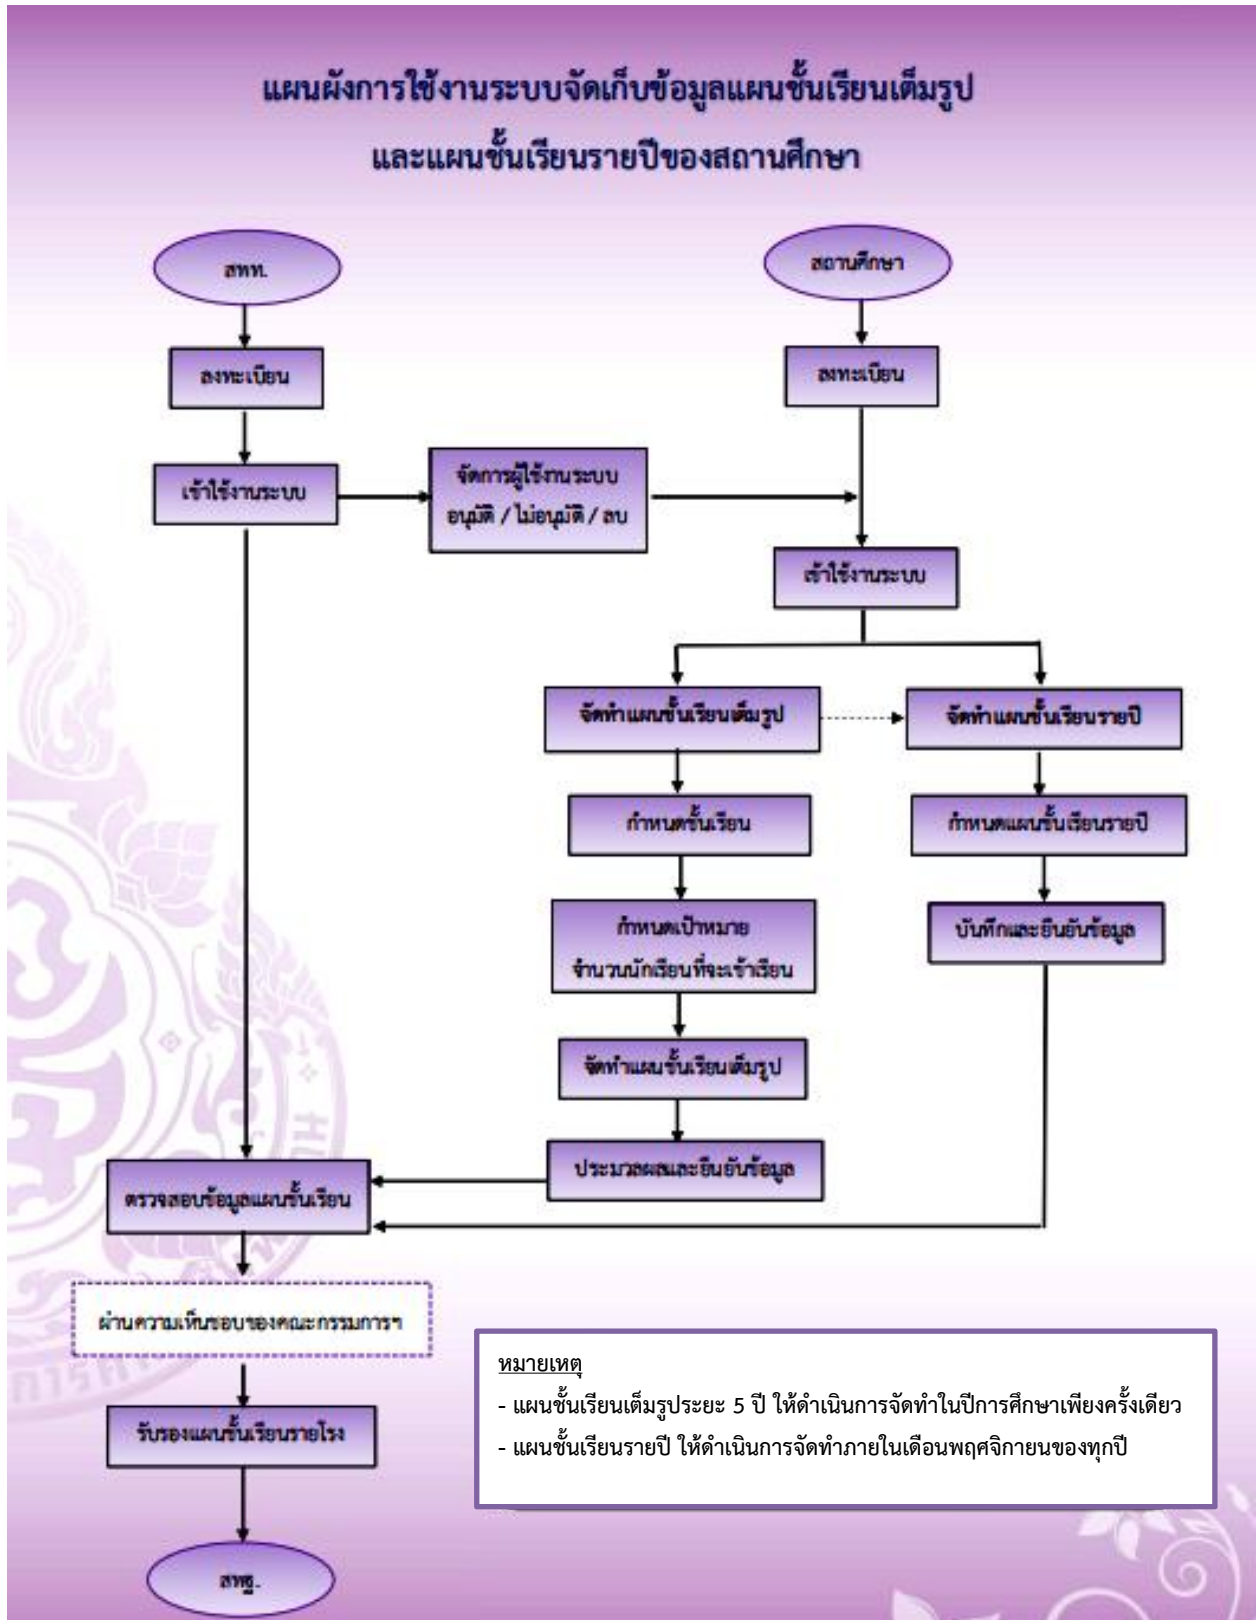 แผนผังการใช้งานระบบจัดเก็บข้อมูลแผนชั้นเรียนเต็มรูป
และแผนชั้นเรียนรายปีของสถานศึกษา
สพท.
สถานศึกษา
ลงทะเบียน
ลงทะเบียน
เข้าใช้งานระบบ
จัดการผู้ใช้งานระบบ
อนุมัติ / ไม่อนุมัติ / ลบ
เข้าใช้งานระบบ
จัดทำแผนชั้นเรียนเต็มรูป
จัดทำแผนชั้นเรียนรายปี
กำหนดชั้นเรียน
กำหนดแผนชั้นเรียนรายปี
กำหนดเป้าหมาย
จำนวนนักเรียนที่จะเข้าเรียน
บันทึกและยืนยันข้อมูล
จัดทำแผนชั้นเรียนเต็มรูป
ประมวลผลและยืนยันข้อมูล
ตรวจสอบข้อมูลแผนชั้นเรียน
ผ่านความเห็นชอบของคณะกรรมการฯ
รับรองแผนชั้นเรียนรายโรง
สพฐ.
หมายเหตุ
- แผนชั้นเรียนเต็มรูประยะ 5 ปี ให้ดำเนินการจัดทำในปีการศึกษาเพียงครั้งเดียว
- แผนชั้นเรียนรายปี ให้ดำเนินการจัดทำภายในเดือนพฤศจิกายนของทุกปี